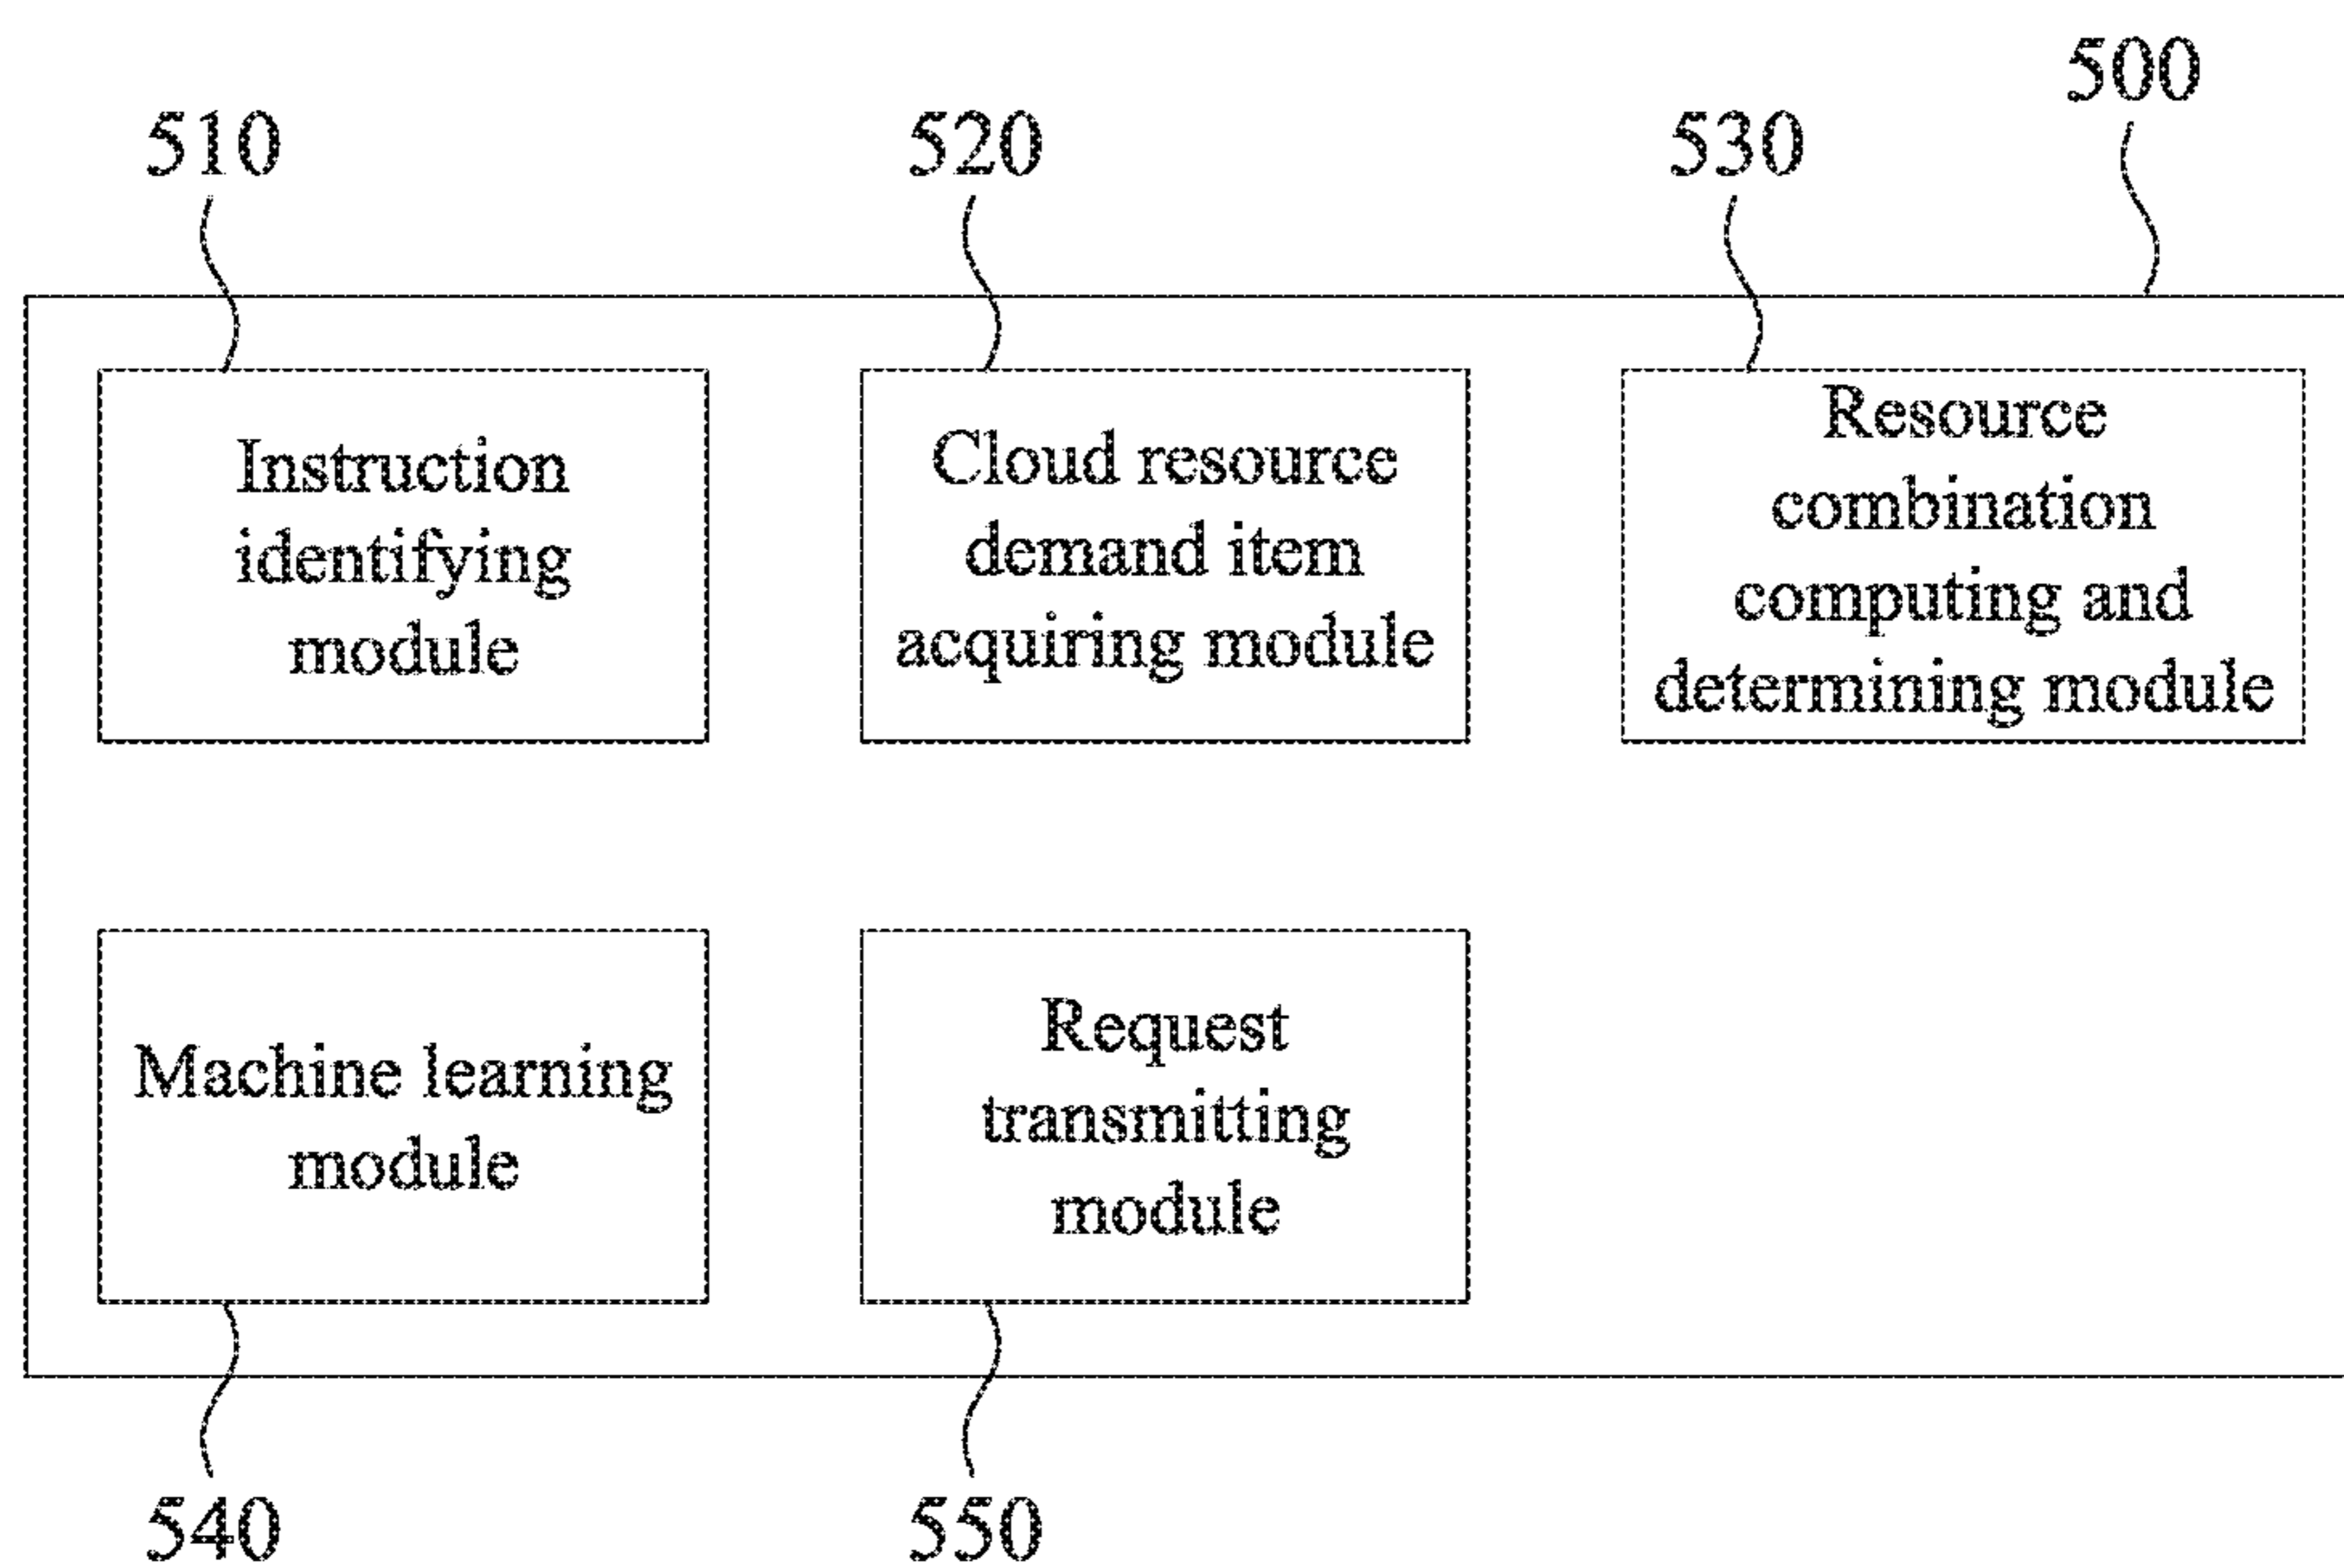 500
510
520
530
Instruction
identifying
module
Cloud resource
demand item
acquiring module
Resource
combination
computing and
determining module
Machine learning
module
Request
transmitting
module
540
550